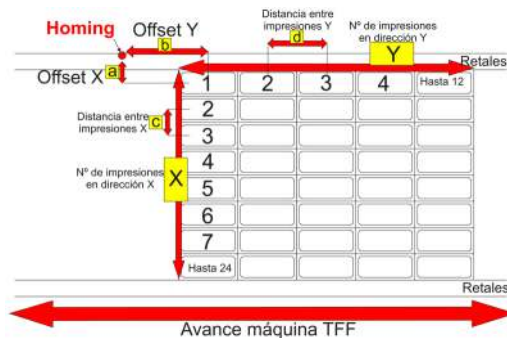 Homing
Offset Y
b
Distancia entre
impresiones Y
d
Nº de impresiones
en dirección Y
Y
Retales
Offset X
a
1
2
3
4
Hasta 12
Distancia entre
impresiones X
c
2
3
Nº de impresiones
en dirección X
X
4
5
6
7
Hasta 24
Retales
Avance máquina TFF